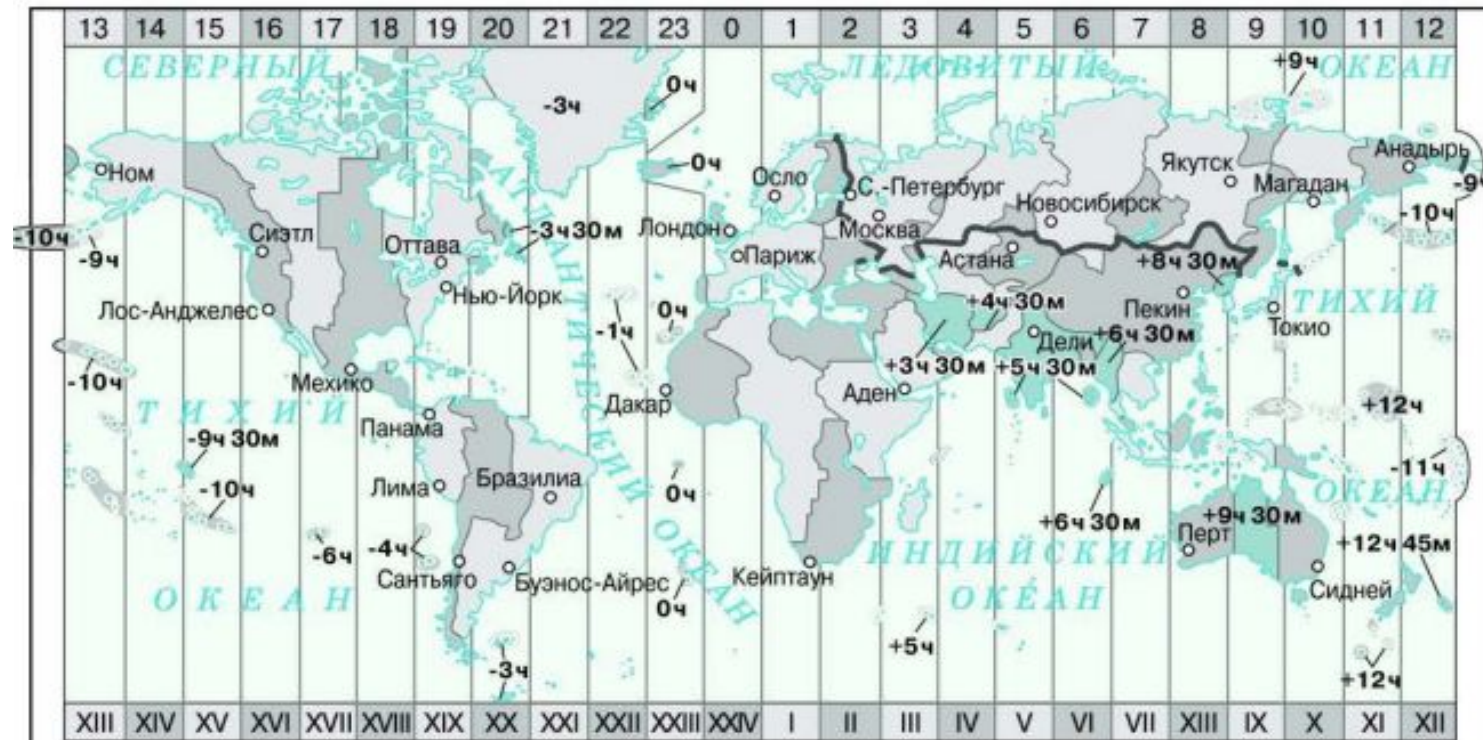 13 14 15 16 17 18 19 20 21 22 23 0 1 2 3 4 5 6 7 8 9 10 11 12
СЕВЕРНЫЙ ЛЕДОВИТЫЙ ОКЕАН
+9ч
-3ч
0ч
0ч
Ном
Осло
С.-Петербург
Якутск
Анадырь
Магадан
-9ч
Новосибирск
Москва
-10ч
-9ч
Сиэтл
Оттава
-3ч 30м
Лондон
Париж
Астана
+8ч 30м
-10ч
АТЛАНТИЧЕСКИЙ ОКЕАН
Нью-Йорк
Лос-Анджелес
-1ч
0ч
+4ч 30м
Пекин
ТИХИЙ
Токио
Дели
+6ч 30м
+3ч 30м
+5ч 30м
-10ч
Мехико
Дакар
Аден
ТИХИЙ
Панама
+12ч
-9ч 30м
-10ч
Лима
Бразилиа
0ч
-11ч
ОКЕАН
+6ч 30м
+9ч 30м
Перт
-6ч
-4ч
Сантьяго
Буэнос-Айрес
0ч
Кейптаун
ИНДИЙСКИЙ
+12ч 45м
Сидней
ОКЕАН
ОКЕАН
+5ч
-3ч
+12ч
XIII XIV XV XVI XVII XVIII XIX XX XXI XXII XXIII XXIV I II III IV V VI VII XIII IX X XI XII